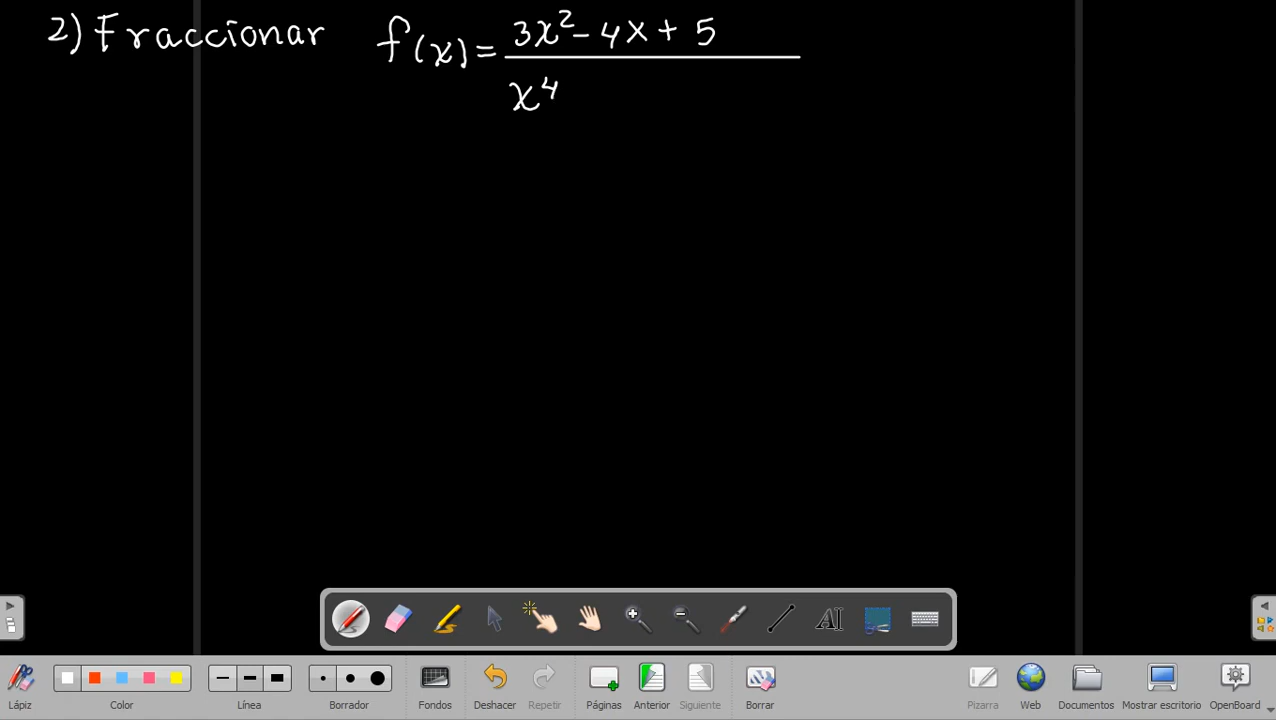 2) Fraccionar f(x) = 3x² - 4x + 5
x⁴
Lápiz Color Línea Borrador Fondos Deshacer Repetir Páginas Anterior Siguiente Borrar Pizarra Web Documentos Mostrar escritorio OpenBoard